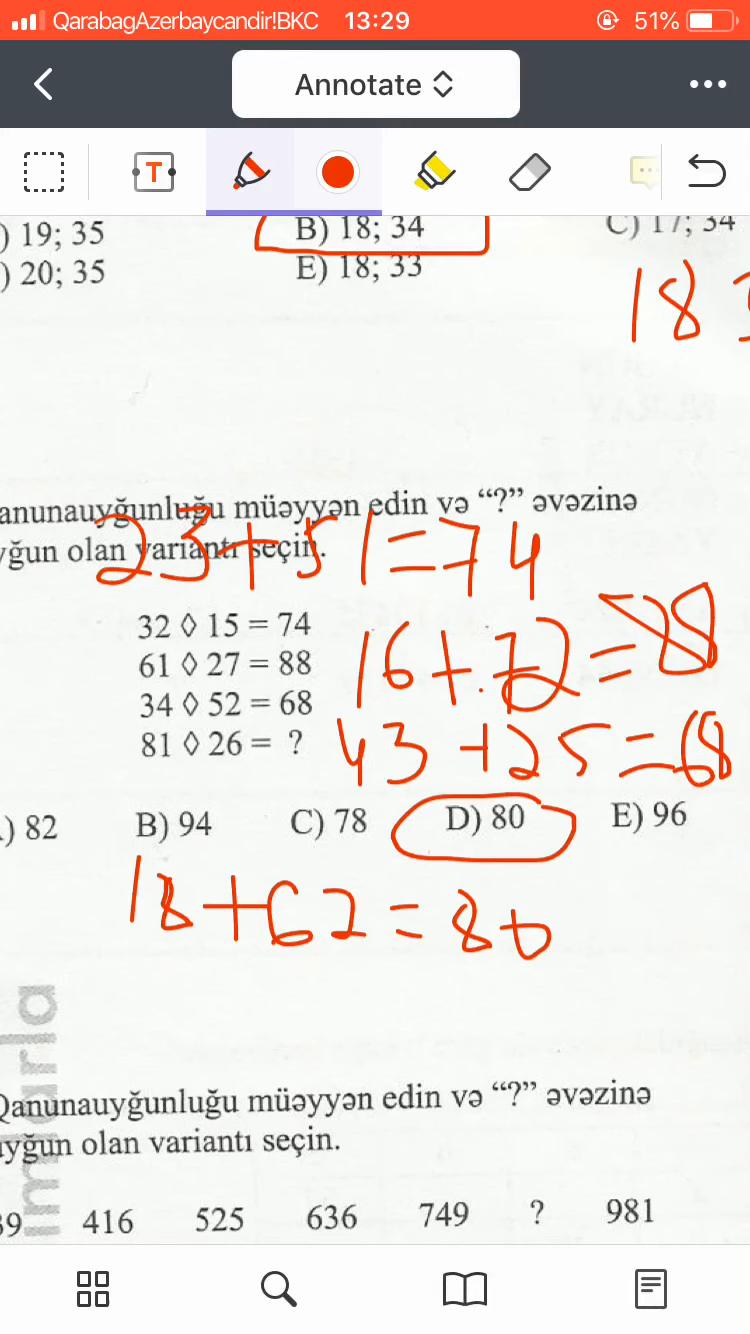 QarabagAzerbaycandir!BKC 13:29 51%
Annotate
T
) 19; 35 B) 18; 34 C) 17; 34
) 20; 35 E) 18; 33
18
anunauyğunluğu müəyyən edin və “?” əvəzinə
yğun olan variantı seçin.
23+51=74
32 ◊ 15 = 74
61 ◊ 27 = 88
34 ◊ 52 = 68
81 ◊ 26 = ?
16+72=88
43+25=68
) 82 B) 94 C) 78 D) 80 E) 96
18+62=80
Qanunauyğunluğu müəyyən edin və “?” əvəzinə
yğun olan variantı seçin.
39 416 525 636 749 ? 981